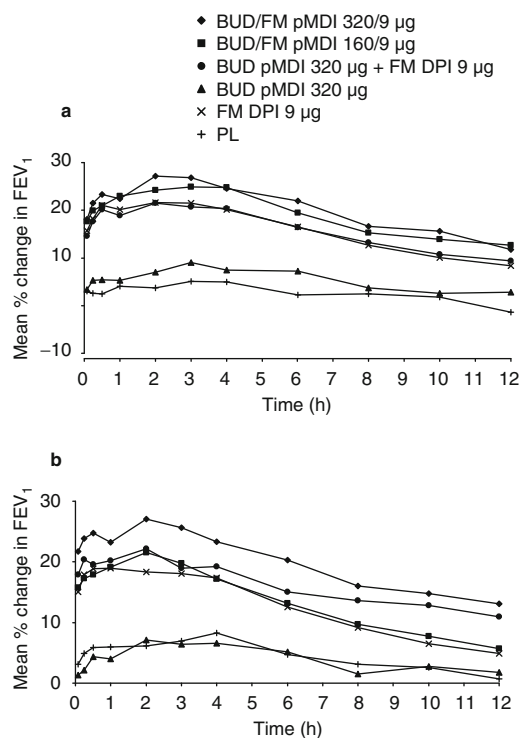 BUD/FM pMDI 320/9 µg
BUD/FM pMDI 160/9 µg
BUD pMDI 320 µg + FM DPI 9 µg
BUD pMDI 320 µg
FM DPI 9 µg
PL
a
Mean % change in FEV₁
30
20
10
−10
0 1 2 3 4 5 6 7 8 9 10 11 12
Time (h)
b
Mean % change in FEV₁
30
20
10
0
0 1 2 3 4 5 6 7 8 9 10 11 12
Time (h)